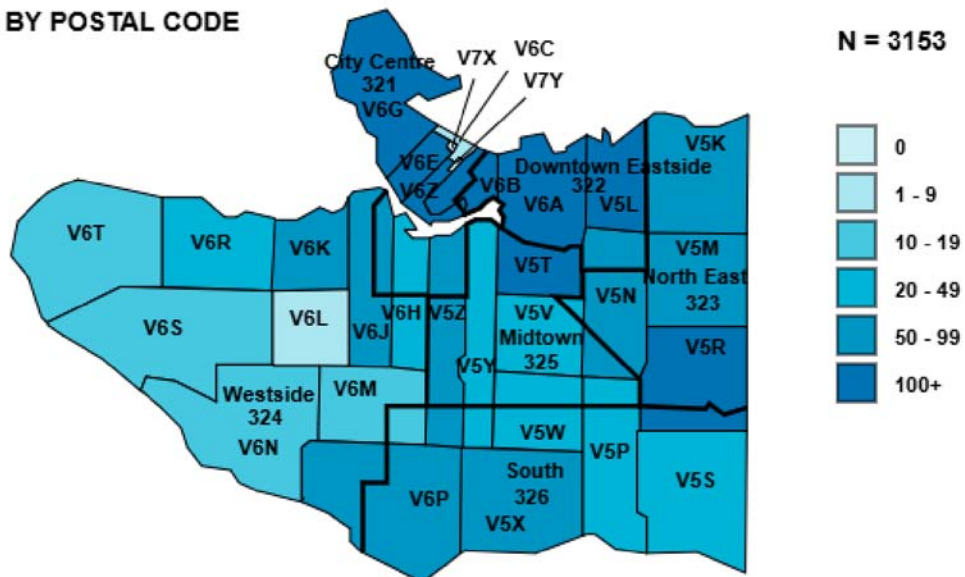 BY POSTAL CODE
N = 3153
V7X
V6C
V7Y
City Centre
321
V6G
V6E
V6Z
V6B
Downtown Eastside
322
V6A
V5L
V5K
V6T
V6R
V6K
V5T
V5M
North East
323
V5N
V6S
V6L
V6J
V6H
V5Z
V5Y
V5V
Midtown
325
V5R
Westside
324
V6M
V6N
V5W
V5P
V5S
V6P
South
326
V5X
0
1 - 9
10 - 19
20 - 49
50 - 99
100+